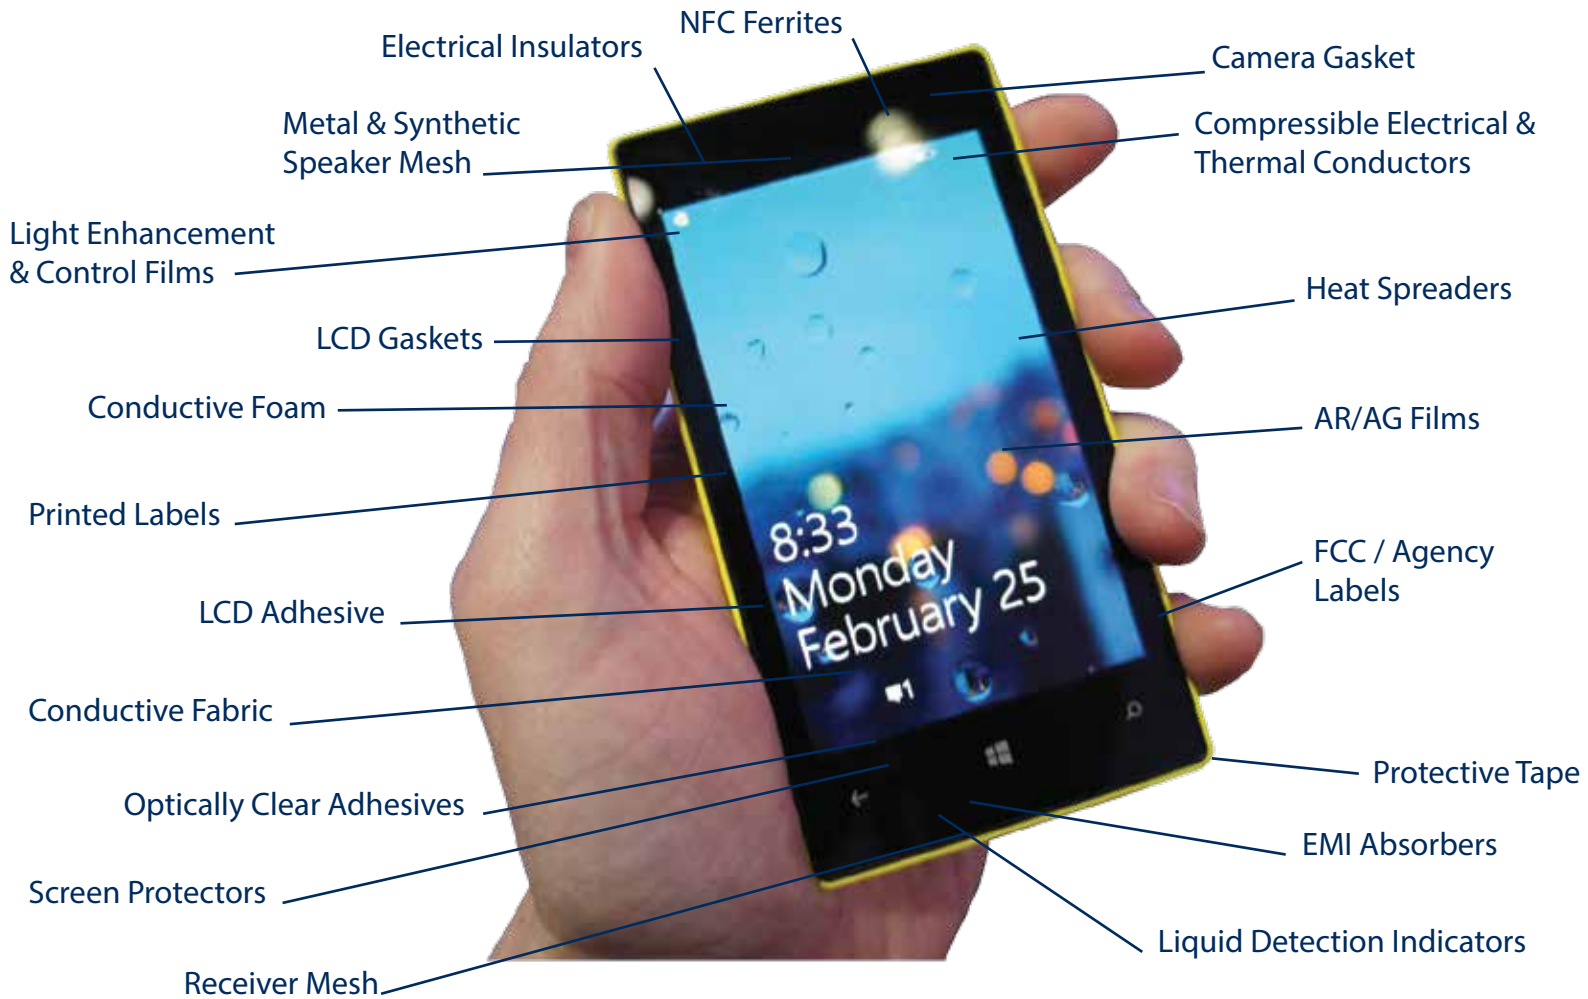 NFC Ferrites
Electrical Insulators
Camera Gasket
Metal & Synthetic
Speaker Mesh
Compressible Electrical &
Thermal Conductors
Light Enhancement
& Control Films
Heat Spreaders
LCD Gaskets
Conductive Foam
AR/AG Films
Printed Labels
8:33
Monday
February 25
1
FCC / Agency
Labels
LCD Adhesive
Conductive Fabric
Protective Tape
Optically Clear Adhesives
EMI Absorbers
Screen Protectors
Liquid Detection Indicators
Receiver Mesh